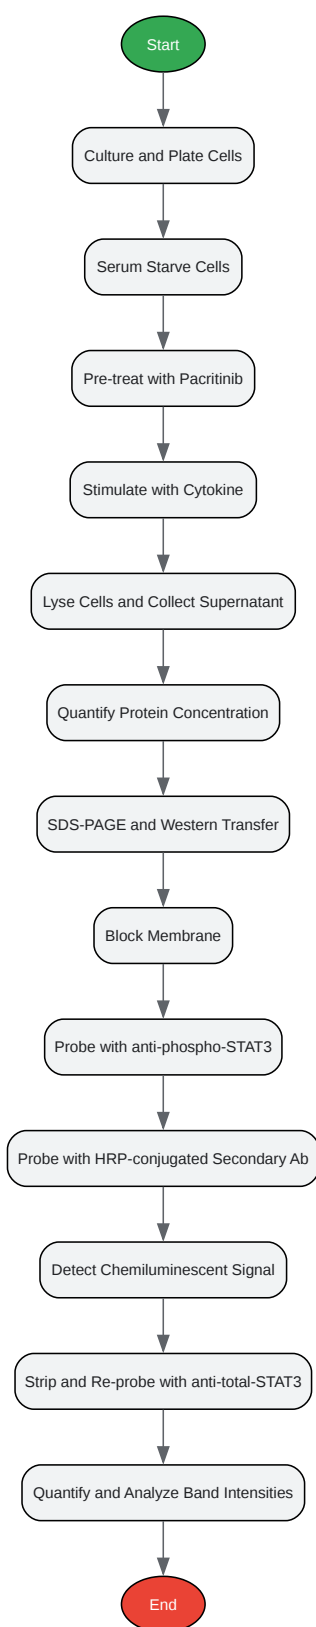 Start
Culture and Plate Cells
Serum Starve Cells
Pre-treat with Pacritinib
Stimulate with Cytokine
Lyse Cells and Collect Supernatant
Quantify Protein Concentration
SDS-PAGE and Western Transfer
Block Membrane
Probe with anti-phospho-STAT3
Probe with HRP-conjugated Secondary Ab
Detect Chemiluminescent Signal
Strip and Re-probe with anti-total-STAT3
Quantify and Analyze Band Intensities
End